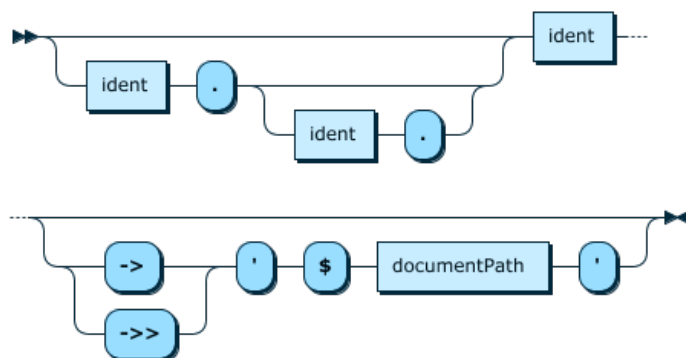 ident
ident .
ident .
-> ' $ documentPath '
->>